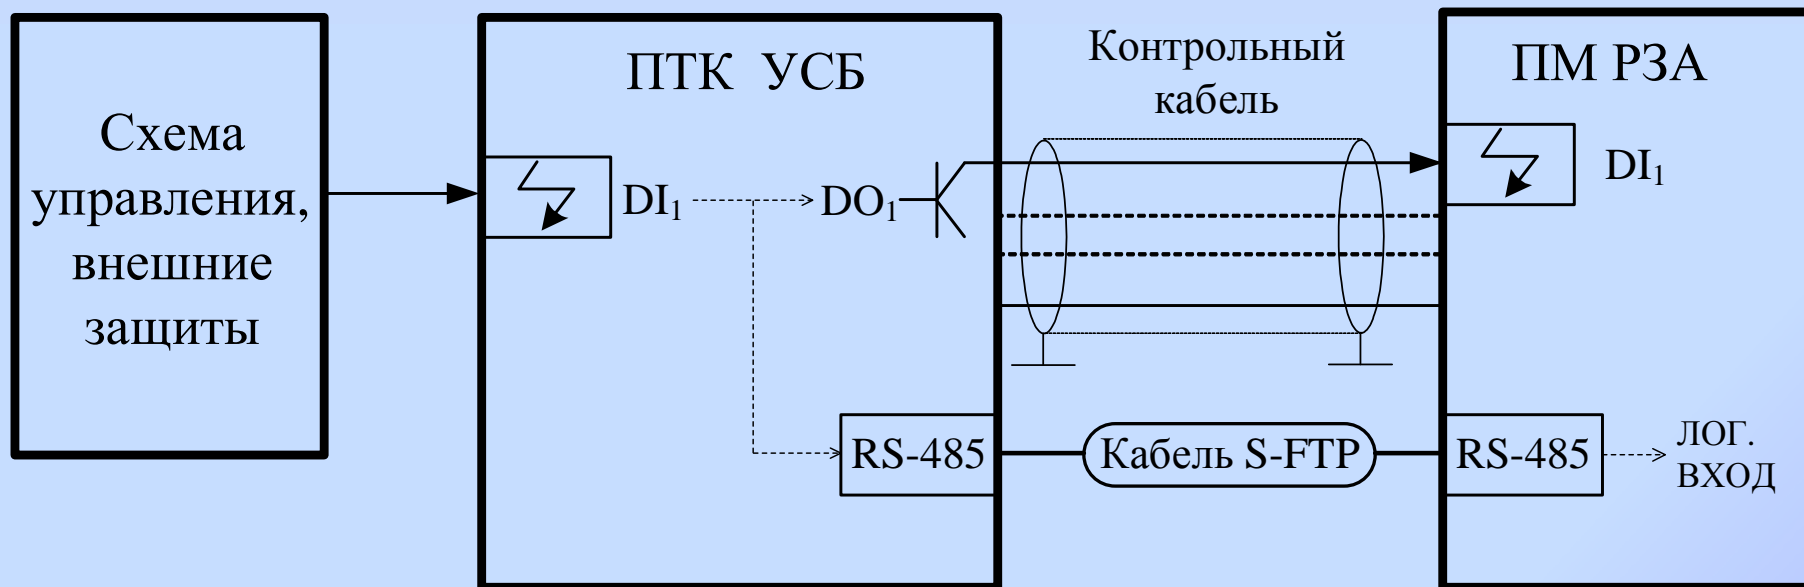 Схема
управления,
внешние
защиты
ПТК УСБ
DI₁
DO₁
RS-485
Контрольный
кабель
Кабель S-FTP
ПМ РЗА
DI₁
RS-485
ЛОГ.
ВХОД